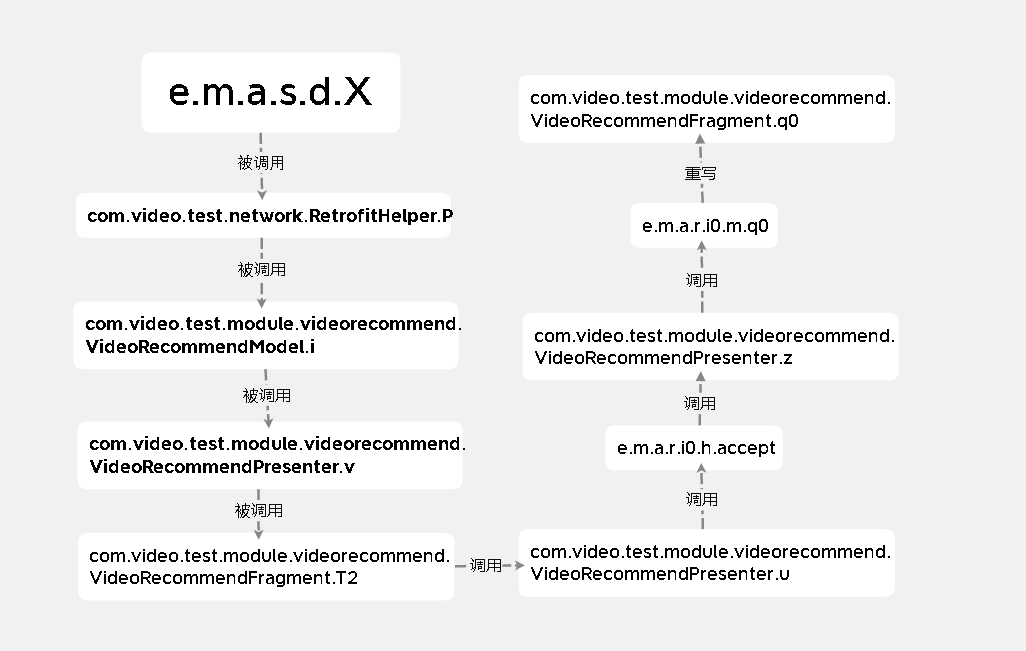 e.m.a.s.d.X
被调用
com.video.test.network.RetrofitHelper.P
被调用
com.video.test.module.videorecommend.
VideoRecommendModel.i
被调用
com.video.test.module.videorecommend.
VideoRecommendPresenter.v
被调用
com.video.test.module.videorecommend.
VideoRecommendFragment.T2
调用
com.video.test.module.videorecommend.
VideoRecommendPresenter.u
调用
e.m.a.r.i0.h.accept
调用
com.video.test.module.videorecommend.
VideoRecommendPresenter.z
调用
e.m.a.r.i0.m.q0
重写
com.video.test.module.videorecommend.
VideoRecommendFragment.q0